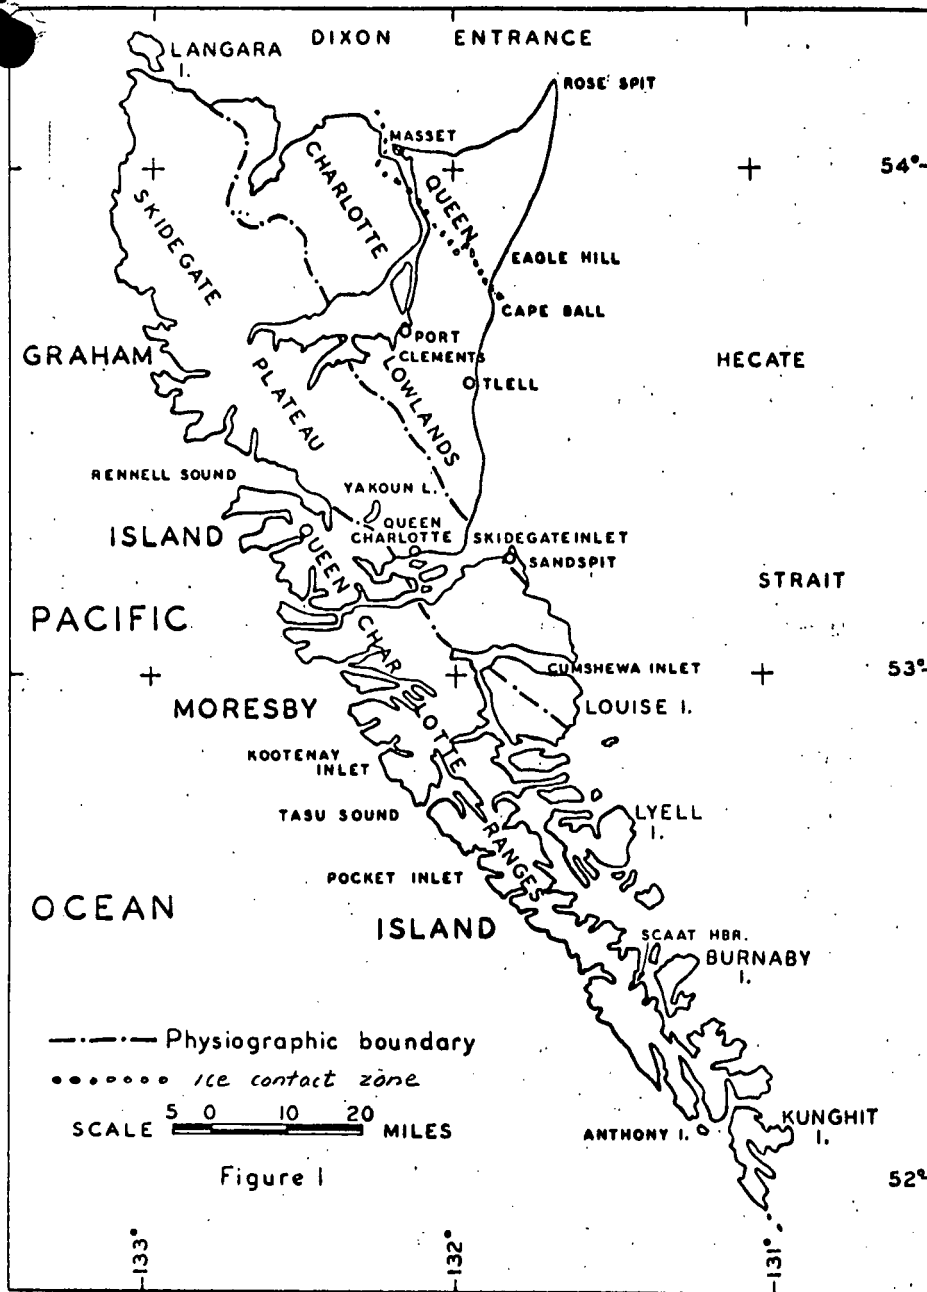 DIXON ENTRANCE
LANGARA
I.
ROSE SPIT
MASSET
54°
CHARLOTTE
QUEEN
SKIDEGATE
EAGLE HILL
CAPE BALL
PORT
CLEMENTS
GRAHAM
HECATE
TLELL
PLATEAU
LOWLANDS
RENNELL SOUND
YAKOUN L.
ISLAND
QUEEN
CHARLOTTE
SKIDEGATE INLET
SANDSPIT
QUEEN
STRAIT
PACIFIC
CHARLOTTE
CUMSHEWA INLET
53°
MORESBY
LOUISE I.
KOOTENAY
INLET
TASU SOUND
LYELL
I.
RANGES
POCKET INLET
OCEAN
ISLAND
SCAAT HBR.
BURNABY
I.
Physiographic boundary
Ice contact zone
5 0 10 20
SCALE MILES
ANTHONY I.
KUNGHIT
I.
Figure 1
52°
133°
132°
131°